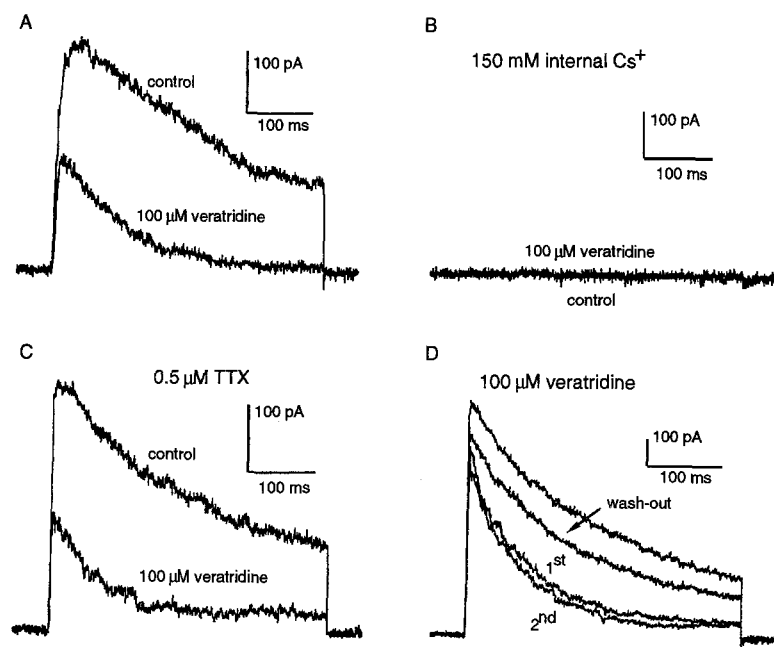 A
control
100 pA
100 ms
100 µM veratridine
B
150 mM internal Cs+
100 pA
100 ms
100 µM veratridine
control
C
0.5 µM TTX
control
100 pA
100 ms
100 µM veratridine
D
100 µM veratridine
100 pA
100 ms
wash-out
1st
2nd